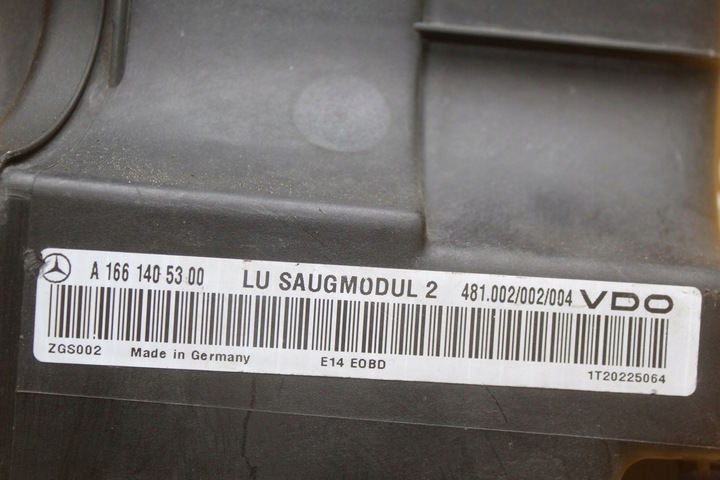 A 166 140 53 00 LU SAUGMODUL 2 481.002/002/004 VDO
ZGS002 Made in Germany E14 EOBD 1T20225064